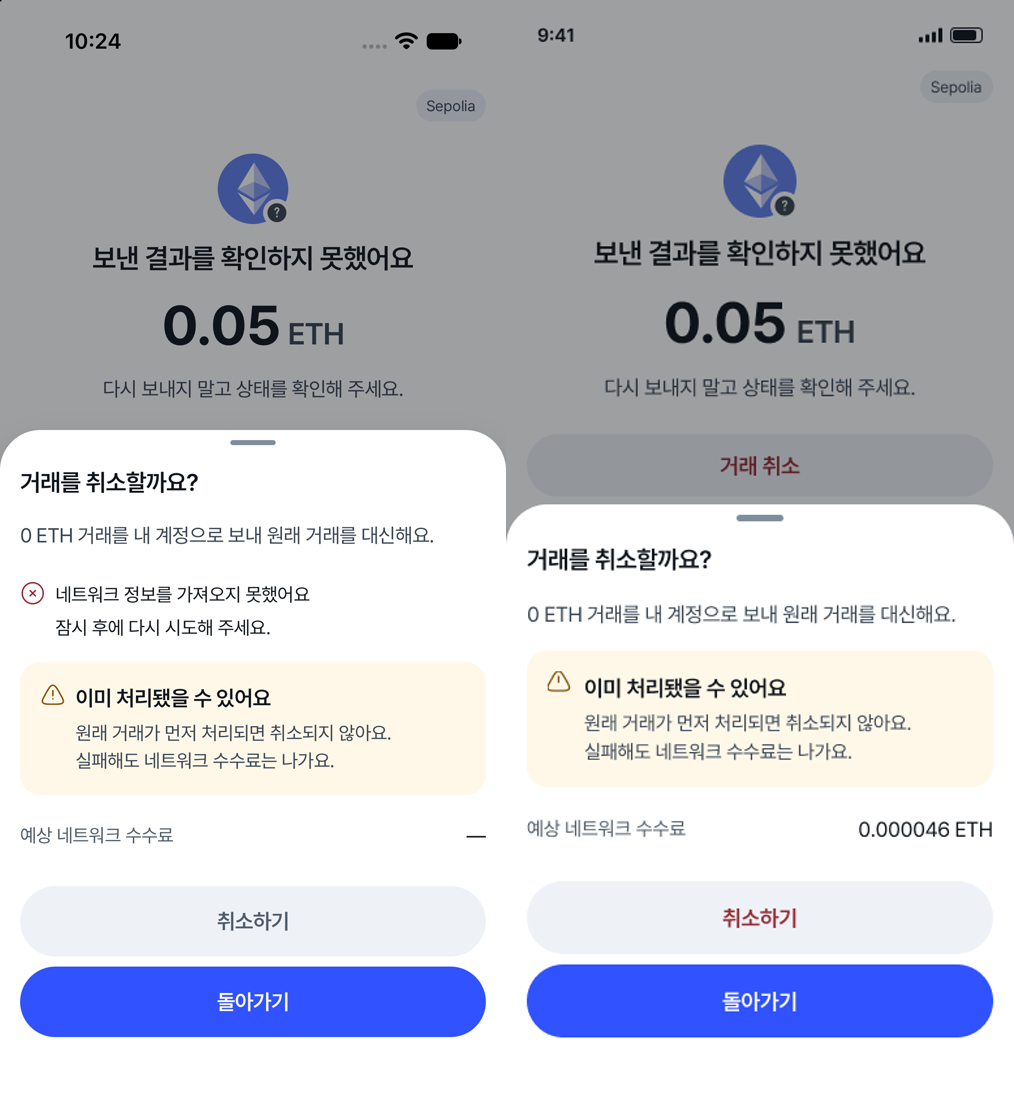 10:24
Sepolia
?
보낸 결과를 확인하지 못했어요
0.05 ETH
다시 보내지 말고 상태를 확인해 주세요.
거래를 취소할까요?
0 ETH 거래를 내 계정으로 보내 원래 거래를 대신해요.
네트워크 정보를 가져오지 못했어요
잠시 후에 다시 시도해 주세요.
이미 처리됐을 수 있어요
원래 거래가 먼저 처리되면 취소되지 않아요.
실패해도 네트워크 수수료는 나가요.
예상 네트워크 수수료 —
취소하기
돌아가기
9:41
Sepolia
?
보낸 결과를 확인하지 못했어요
0.05 ETH
다시 보내지 말고 상태를 확인해 주세요.
거래 취소
거래를 취소할까요?
0 ETH 거래를 내 계정으로 보내 원래 거래를 대신해요.
이미 처리됐을 수 있어요
원래 거래가 먼저 처리되면 취소되지 않아요.
실패해도 네트워크 수수료는 나가요.
예상 네트워크 수수료 0.000046 ETH
취소하기
돌아가기